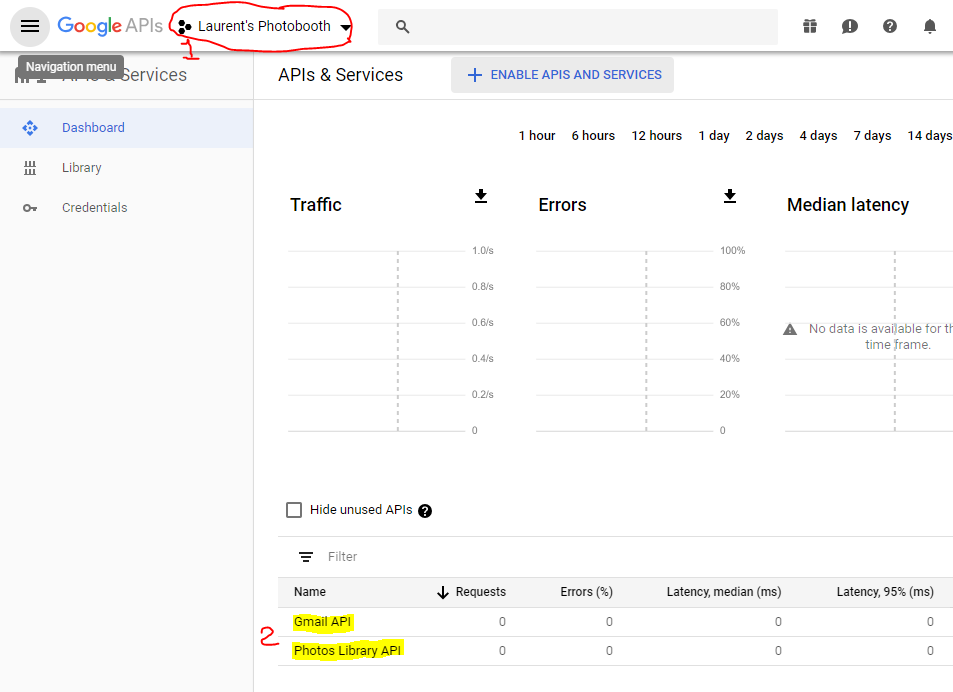 Google APIs Laurent's Photobooth
1
Navigation menu
APIs & Services
APIs & Services
ENABLE APIS AND SERVICES
Dashboard
Library
Credentials
1 hour 6 hours 12 hours 1 day 2 days 4 days 7 days 14 days
Traffic
1.0/s
0.8/s
0.6/s
0.4/s
0.2/s
0
Errors
100%
80%
60%
40%
20%
0
Median latency
No data is available for th
time frame.
Hide unused APIs
Filter
Name Requests Errors (%) Latency, median (ms) Latency, 95% (ms)
2
Gmail API 0 0 0 0
Photos Library API 0 0 0 0